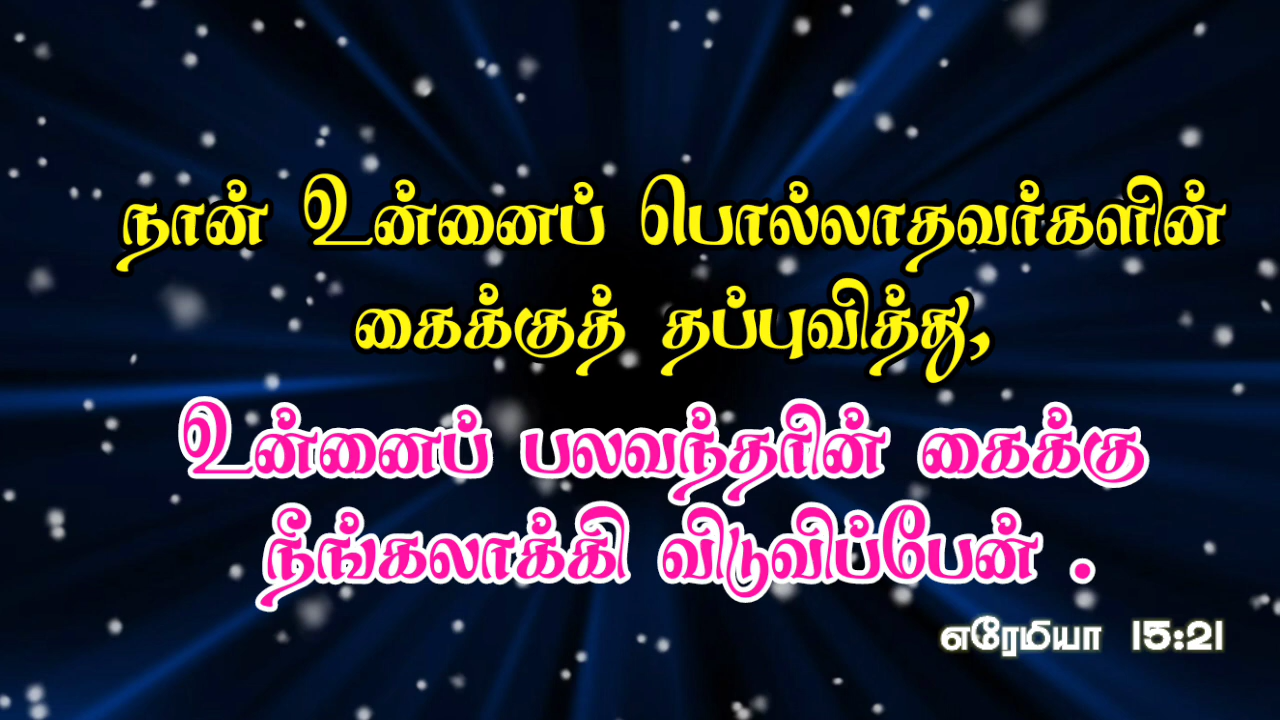 நான் உன்னைப் பொல்லாதவர்களின்
கைக்குத் தப்புவித்து,
உன்னைப் பலவந்தரின் கைக்கு
நீங்கலாக்கி விடுவிப்பேன் .
எரேமியா 15:21